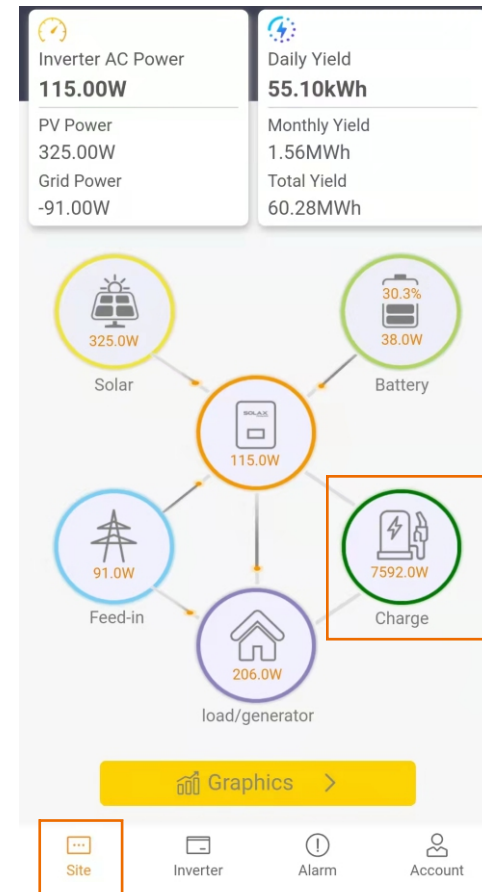 Inverter AC Power
115.00W
PV Power
325.00W
Grid Power
-91.00W
Daily Yield
55.10kWh
Monthly Yield
1.56MWh
Total Yield
60.28MWh
325.0W
Solar
30.3%
38.0W
Battery
SOLAX
115.0W
91.0W
Feed-in
7592.0W
Charge
206.0W
load/generator
Graphics >
Site
Inverter
Alarm
Account